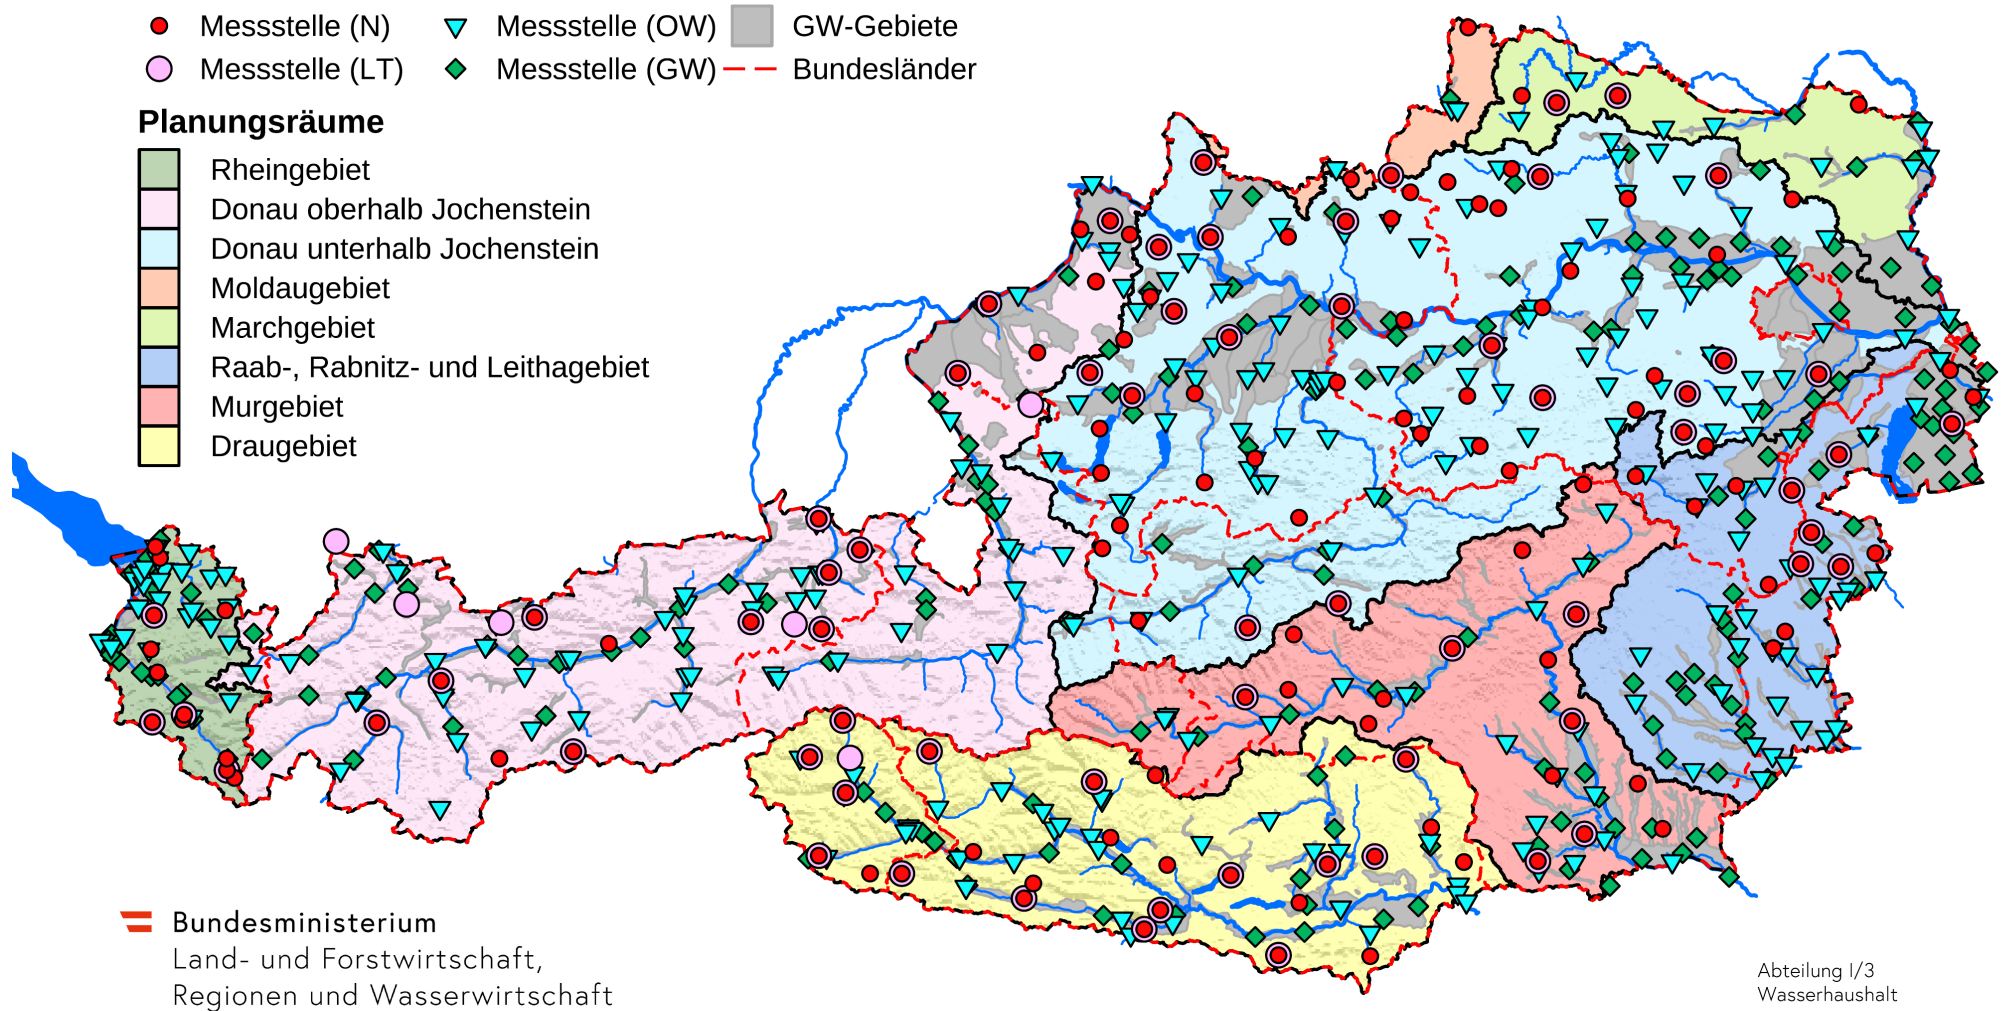 Messstelle (N)
Messstelle (OW)
GW-Gebiete
Messstelle (LT)
Messstelle (GW)
Bundesländer
Planungsräume
Rheingebiet
Donau oberhalb Jochenstein
Donau unterhalb Jochenstein
Moldaugebiet
Marchgebiet
Raab-, Rabnitz- und Leithagebiet
Murgebiet
Draugebiet
Bundesministerium
Land- und Forstwirtschaft,
Regionen und Wasserwirtschaft
Abteilung I/3
Wasserhaushalt